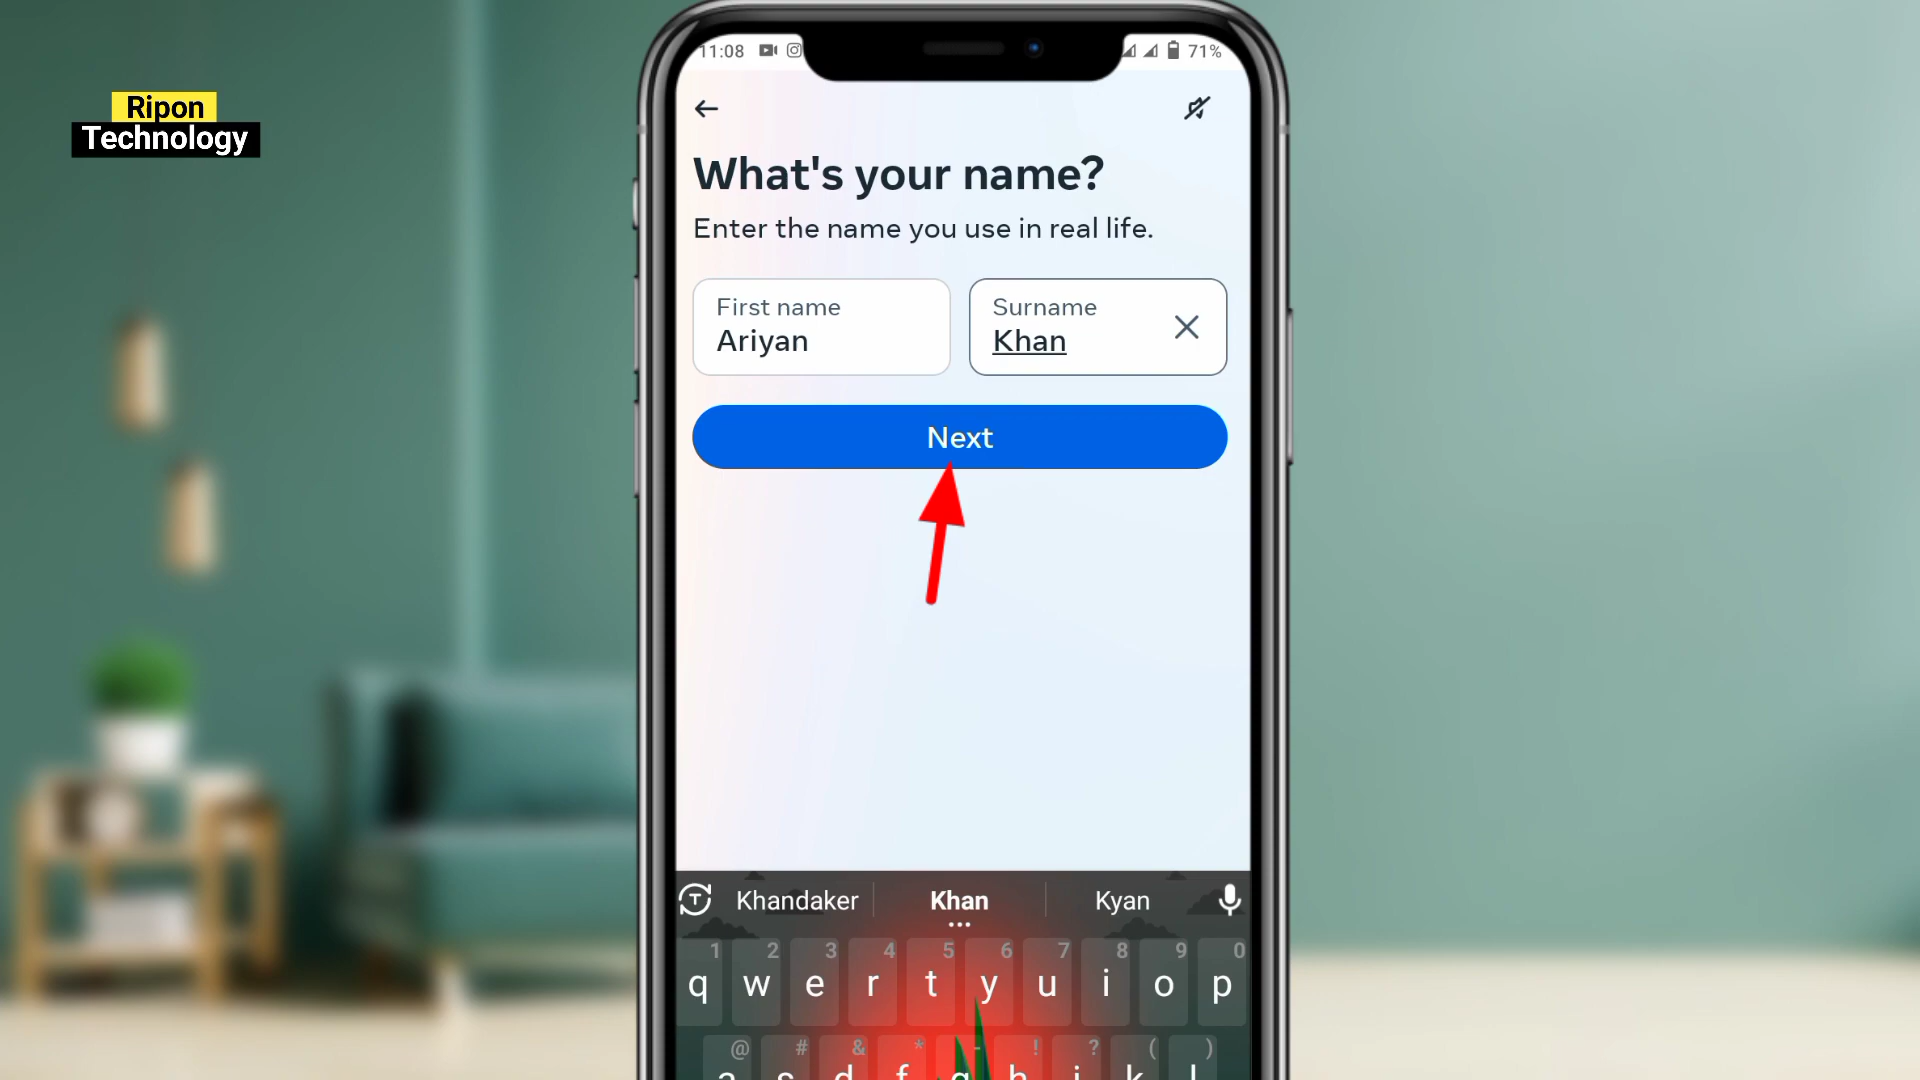 Ripon
Technology
11:08
71%
What's your name?
Enter the name you use in real life.
First name
Ariyan
Surname
Khan
Next
Khandaker Khan Kyan
1 2 3 4 5 6 7 8 9 0
q w e r t y u i o p
@ # & * - ! ? ( )
a s d f g h j k l